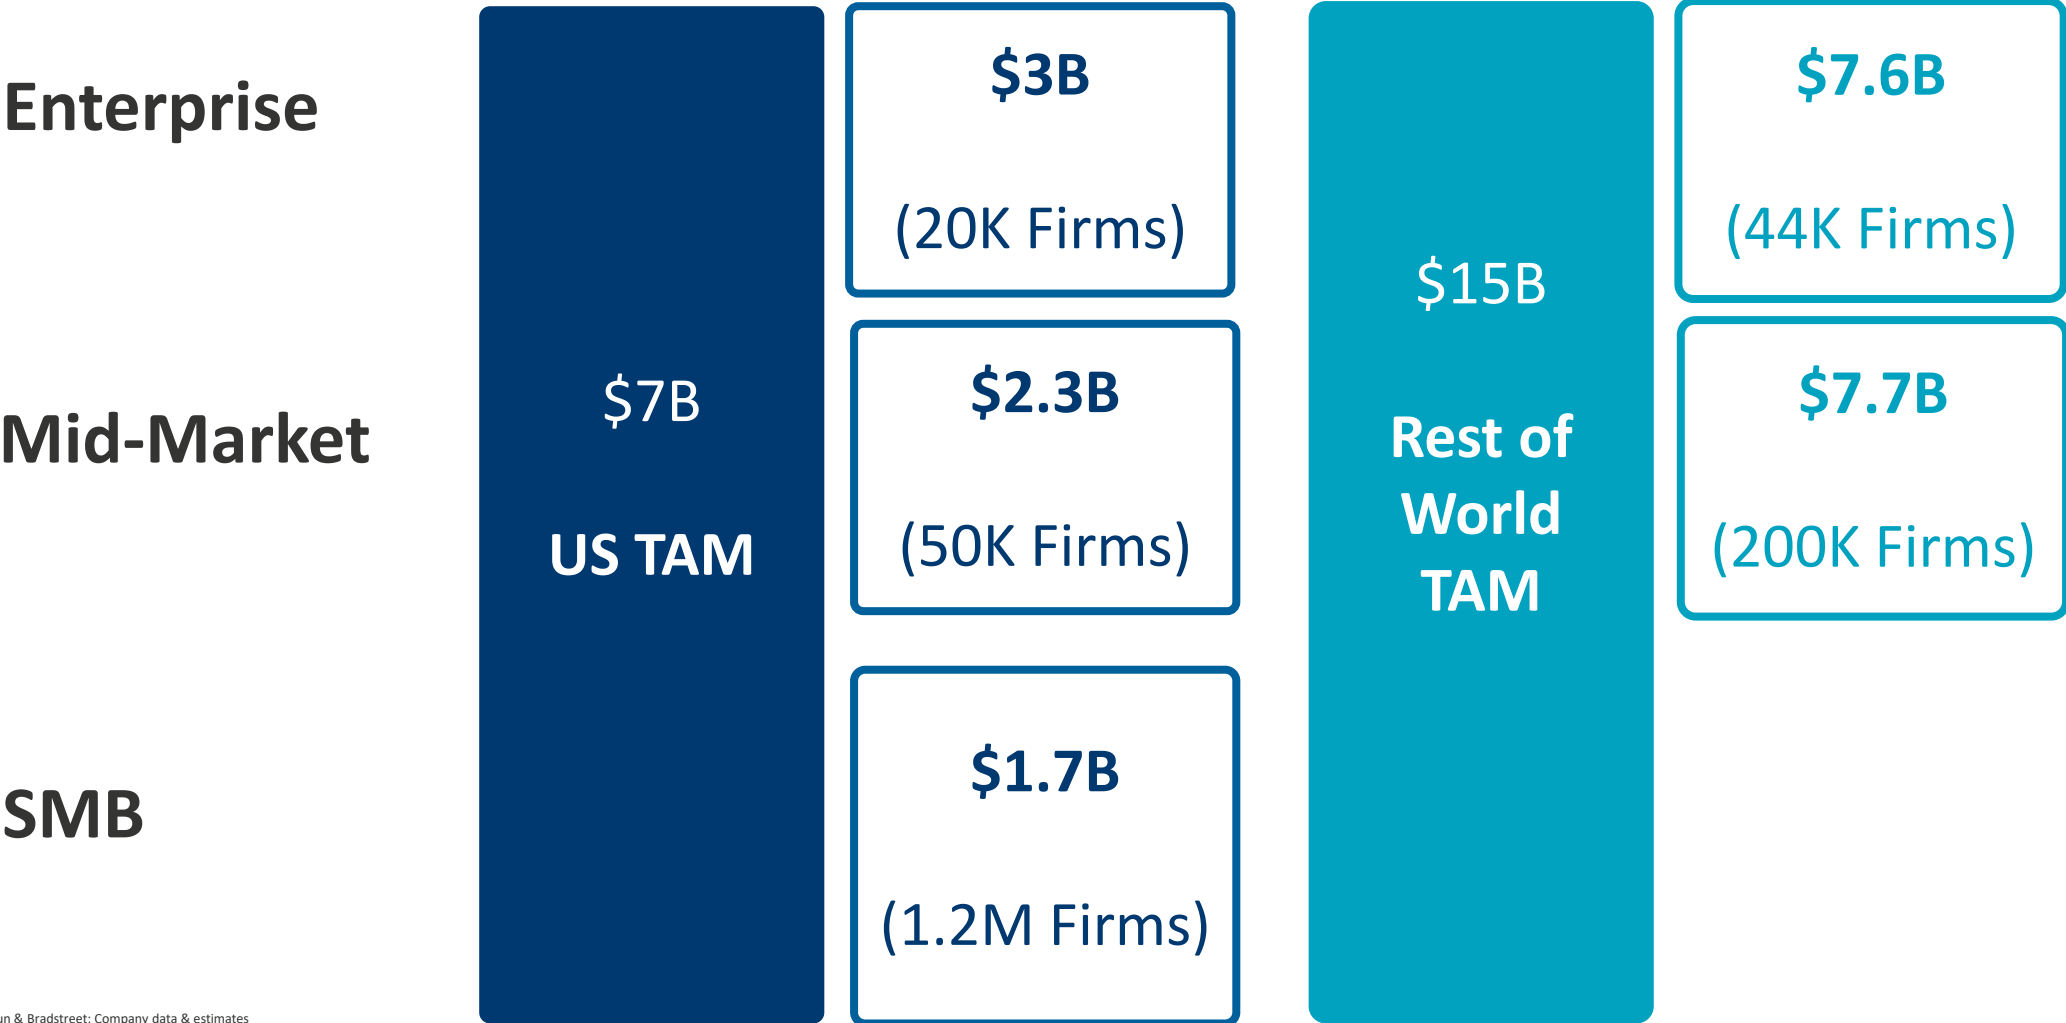 Enterprise
Mid-Market
SMB
$7B
US TAM
$3B
(20K Firms)
$2.3B
(50K Firms)
$1.7B
(1.2M Firms)
$15B
Rest of
World
TAM
$7.6B
(44K Firms)
$7.7B
(200K Firms)
& Bradstreet: Company data & estimates